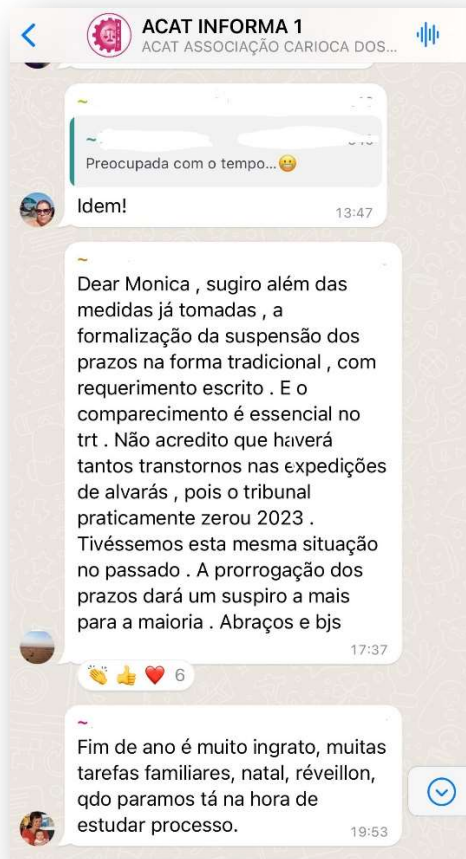 ACAT INFORMA 1
ACAT ASSOCIAÇÃO CARIOCA DOS...
~
~
Preocupada com o tempo...😬
Idem!
13:47
~
Dear Monica , sugiro além das
medidas já tomadas , a
formalização da suspensão dos
prazos na forma tradicional , com
requerimento escrito . E o
comparecimento é essencial no
trt . Não acredito que haverá
tantos transtornos nas expedições
de alvarás , pois o tribunal
praticamente zerou 2023 .
Tivéssemos esta mesma situação
no passado . A prorrogação dos
prazos dará um suspiro a mais
para a maioria . Abraços e bjs
17:37
👏 👍 ❤️ 6
~
Fim de ano é muito ingrato, muitas
tarefas familiares, natal, réveillon,
qdo paramos tá na hora de
estudar processo.
19:53